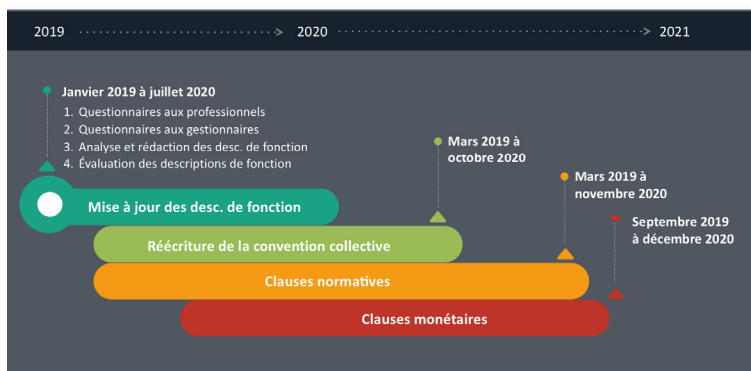 2019 2020 2021
Janvier 2019 à juillet 2020
1. Questionnaires aux professionnels
2. Questionnaires aux gestionnaires
3. Analyse et rédaction des desc. de fonction
4. Évaluation des descriptions de fonction
Mars 2019 à
octobre 2020
Mars 2019 à
novembre 2020
Septembre 2019
à décembre 2020
Mise à jour des desc. de fonction
Réécriture de la convention collective
Clauses normatives
Clauses monétaires